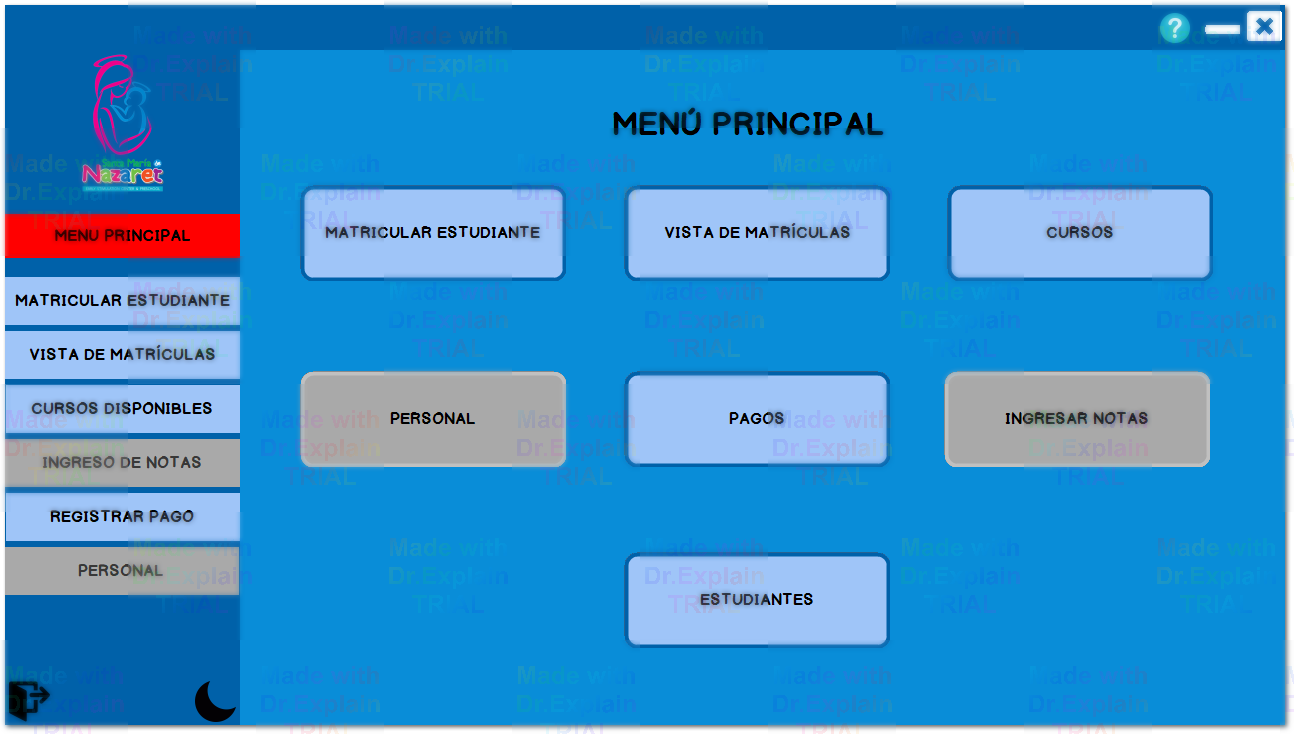 ?
MENÚ PRINCIPAL
Santa María de
Nazaret
MENU PRINCIPAL
MATRICULAR ESTUDIANTE
VISTA DE MATRÍCULAS
CURSOS DISPONIBLES
INGRESO DE NOTAS
REGISTRAR PAGO
PERSONAL
MATRICULAR ESTUDIANTE
VISTA DE MATRÍCULAS
CURSOS
PERSONAL
PAGOS
INGRESAR NOTAS
ESTUDIANTES
Made with
Dr.Explain
TRIAL